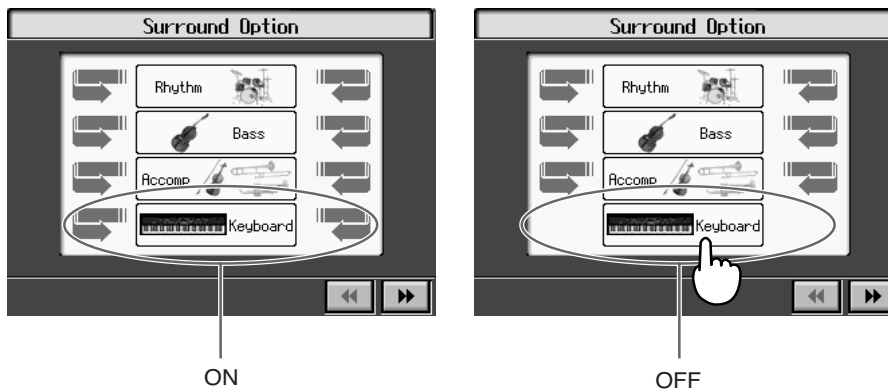 Surround Option
Rhythm
Bass
Accomp
Keyboard
ON
Surround Option
Rhythm
Bass
Accomp
Keyboard
OFF